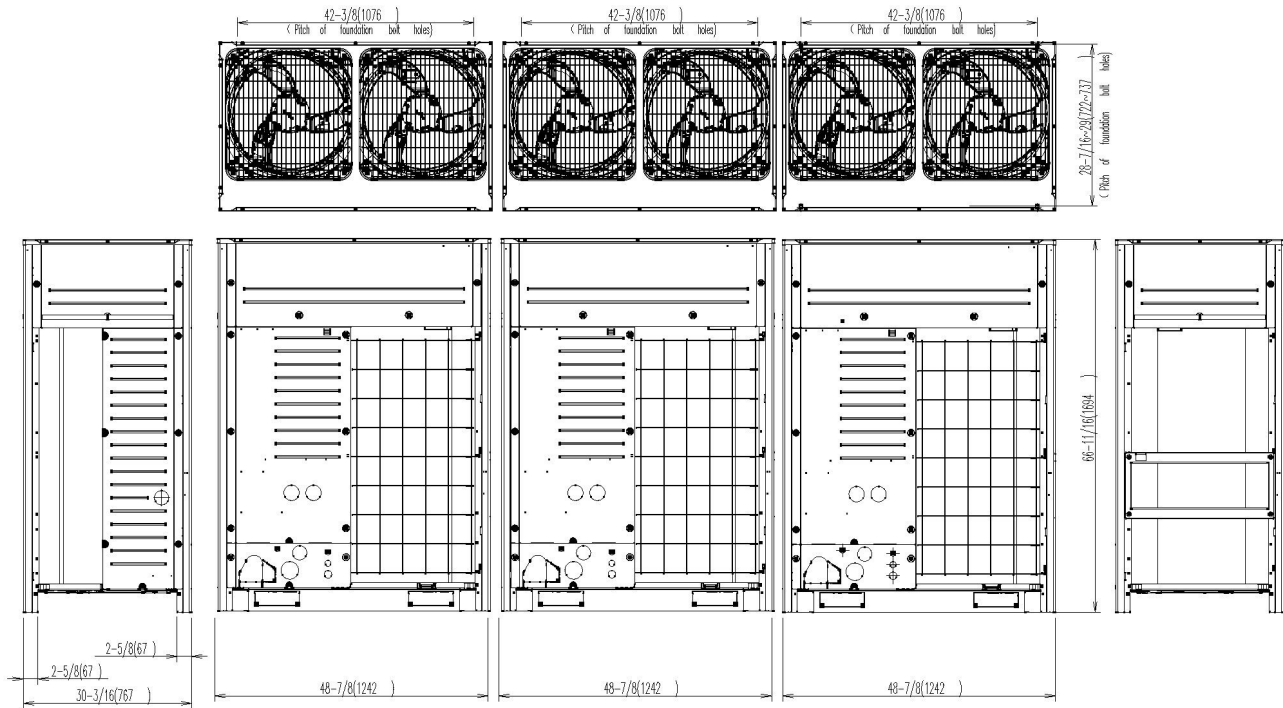 42-3/8(1076 )
( Pitch of foundation bolt holes)
42-3/8(1076 )
( Pitch of foundation bolt holes)
42-3/8(1076 )
( Pitch of foundation bolt holes)
28-7/16~29(722~737 )
( Pitch of foundation bolt holes)
66-11/16(1694 )
2-5/8(67 )
2-5/8(67 )
30-3/16(767 )
48-7/8(1242 )
48-7/8(1242 )
48-7/8(1242 )